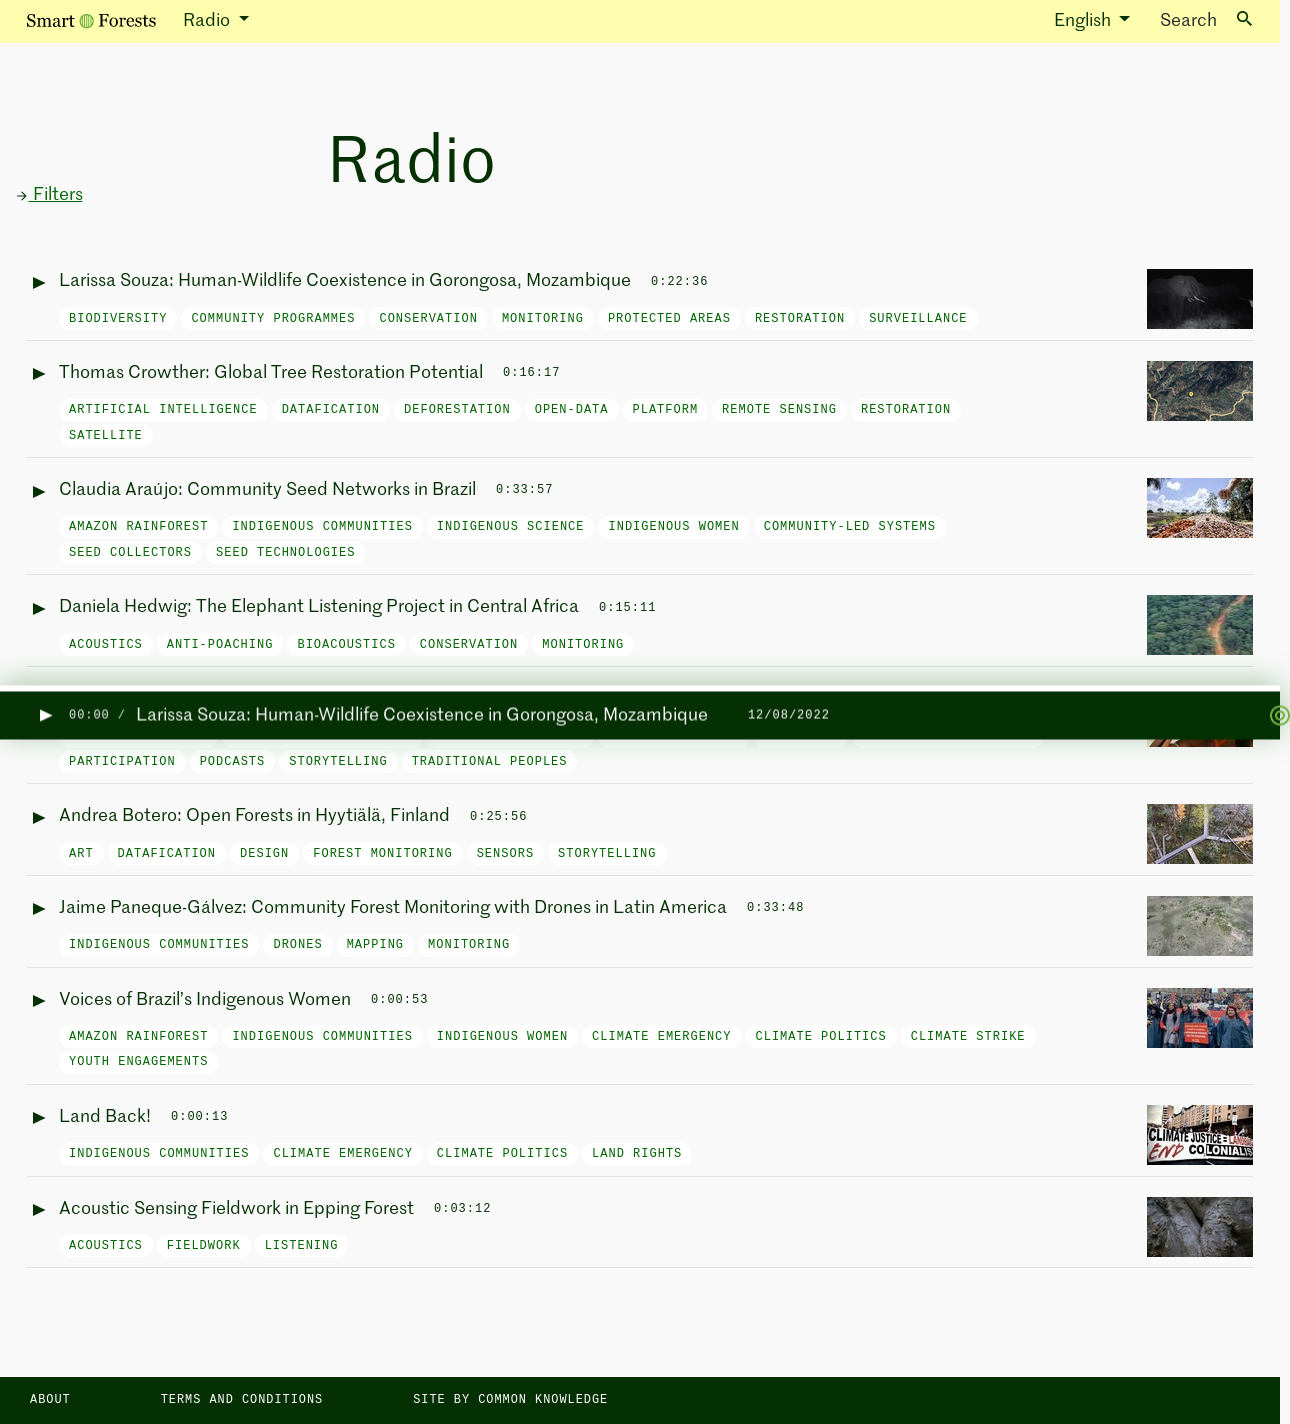 Smart Forests Radio English Search
Radio
→ Filters
Larissa Souza: Human-Wildlife Coexistence in Gorongosa, Mozambique 0:22:36
BIODIVERSITY COMMUNITY PROGRAMMES CONSERVATION MONITORING PROTECTED AREAS RESTORATION SURVEILLANCE
Thomas Crowther: Global Tree Restoration Potential 0:16:17
ARTIFICIAL INTELLIGENCE DATAFICATION DEFORESTATION OPEN-DATA PLATFORM REMOTE SENSING RESTORATION
SATELLITE
Claudia Araújo: Community Seed Networks in Brazil 0:33:57
AMAZON RAINFOREST INDIGENOUS COMMUNITIES INDIGENOUS SCIENCE INDIGENOUS WOMEN COMMUNITY-LED SYSTEMS
SEED COLLECTORS SEED TECHNOLOGIES
Daniela Hedwig: The Elephant Listening Project in Central Africa 0:15:11
ACOUSTICS ANTI-POACHING BIOACOUSTICS CONSERVATION MONITORING
00:00 / Larissa Souza: Human-Wildlife Coexistence in Gorongosa, Mozambique 12/08/2022
PARTICIPATION PODCASTS STORYTELLING TRADITIONAL PEOPLES
Andrea Botero: Open Forests in Hyytiälä, Finland 0:25:56
ART DATAFICATION DESIGN FOREST MONITORING SENSORS STORYTELLING
Jaime Paneque-Gálvez: Community Forest Monitoring with Drones in Latin America 0:33:48
INDIGENOUS COMMUNITIES DRONES MAPPING MONITORING
Voices of Brazil's Indigenous Women 0:00:53
AMAZON RAINFOREST INDIGENOUS COMMUNITIES INDIGENOUS WOMEN CLIMATE EMERGENCY CLIMATE POLITICS CLIMATE STRIKE
YOUTH ENGAGEMENTS
Land Back! 0:00:13
CLIMATE JUSTICE =
END COLONIALIS
INDIGENOUS COMMUNITIES CLIMATE EMERGENCY CLIMATE POLITICS LAND RIGHTS
Acoustic Sensing Fieldwork in Epping Forest 0:03:12
ACOUSTICS FIELDWORK LISTENING
ABOUT TERMS AND CONDITIONS SITE BY COMMON KNOWLEDGE